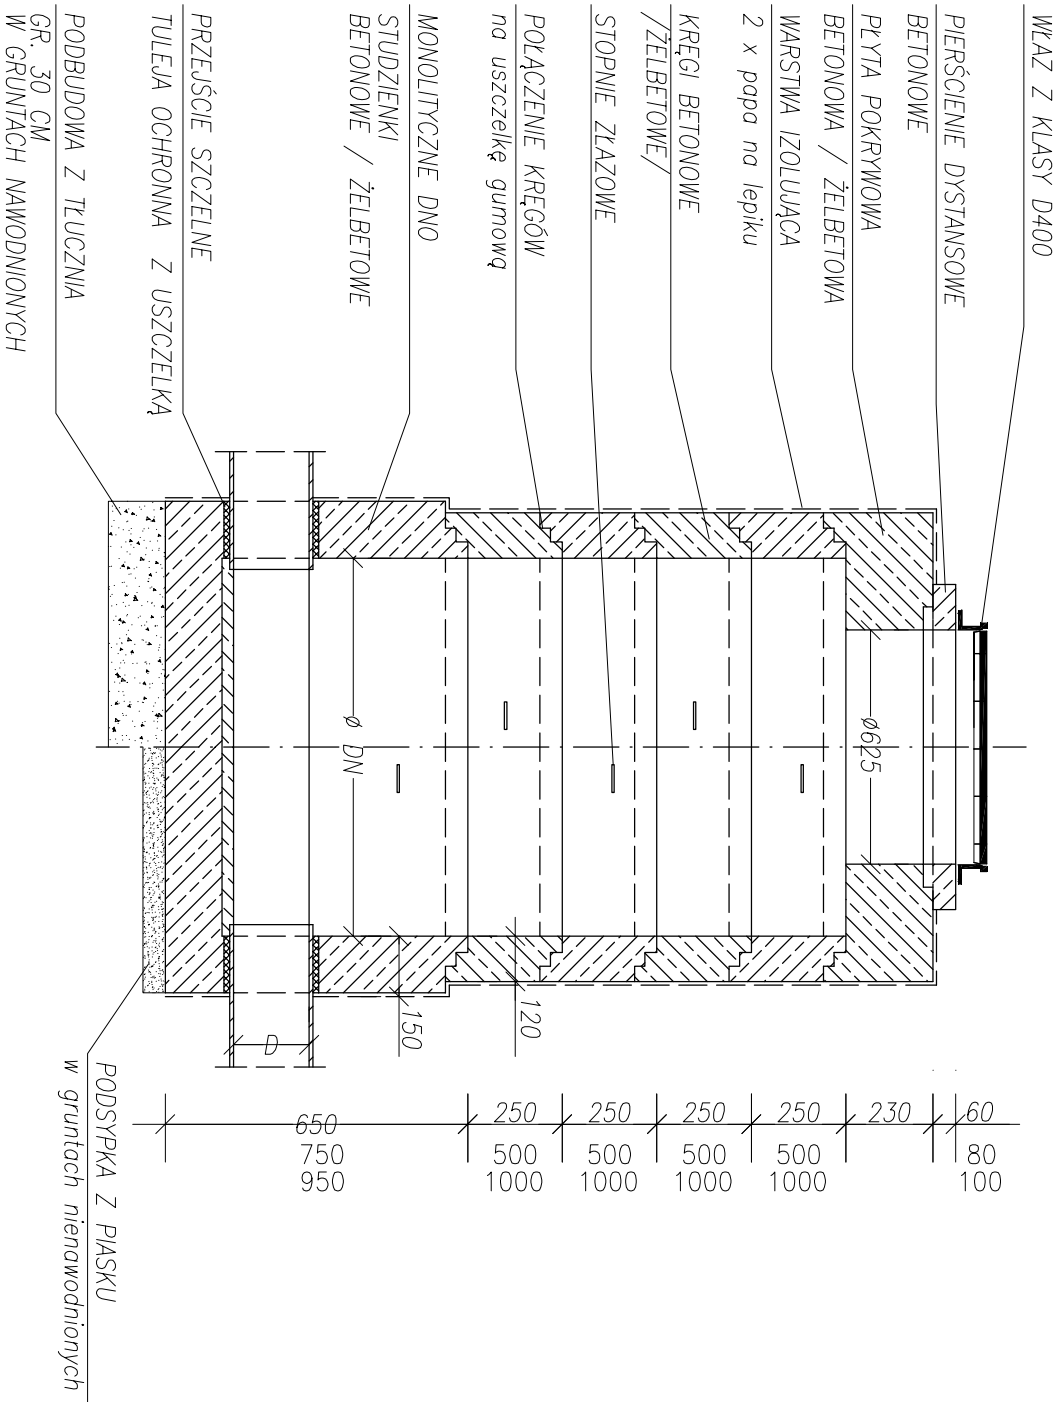 WŁAZ Z KLASY D400
PIERŚCIENIE DYSTANSOWE
BETONOWE
PŁYTA POKRYWOWA
BETONOWA / ŻELBETOWA
WARSTWA IZOLUJĄCA
2 x papa na lepiku
KRĘGI BETONOWE
/ŻELBETOWE/
STOPNIE ZŁAZOWE
POŁĄCZENIE KRĘGÓW
na uszczelkę gumową
MONOLITYCZNE DNO
STUDZIENKI
BETONOWE / ŻELBETOWE
PRZEJŚCIE SZCZELNE
TULEJA OCHRONNA Z USZCZELKĄ
PODBUDOWA Z TŁUCZNIA
GR. 30 CM
W GRUNTACH NAWODNIONYCH
Ø625
Ø DN
120
150
D
60
80
100
230
250
500
1000
250
500
1000
250
500
1000
250
500
1000
650
750
950
PODSYPKA Z PIASKU
w gruntach nienawodnionych